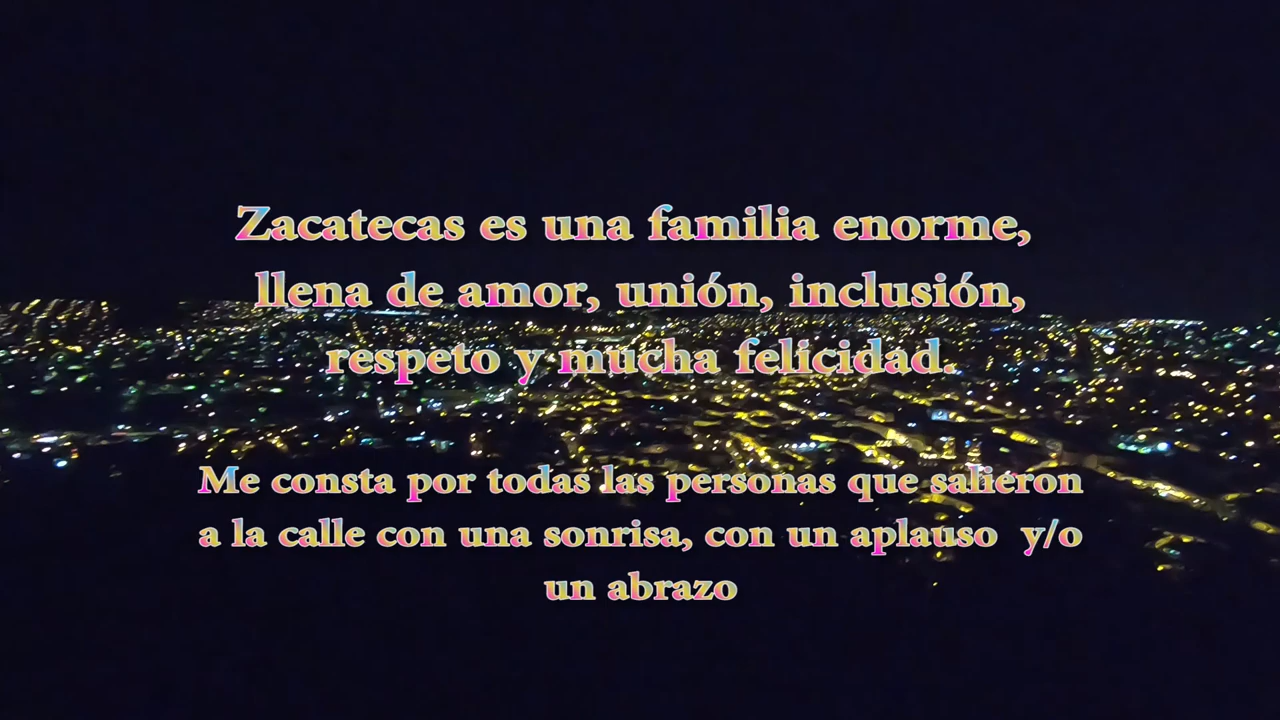 Zacatecas es una familia enorme,
llena de amor, unión, inclusión,
respeto y mucha felicidad.
Me consta por todas las personas que salieron
a la calle con una sonrisa, con un aplauso  y/o
un abrazo